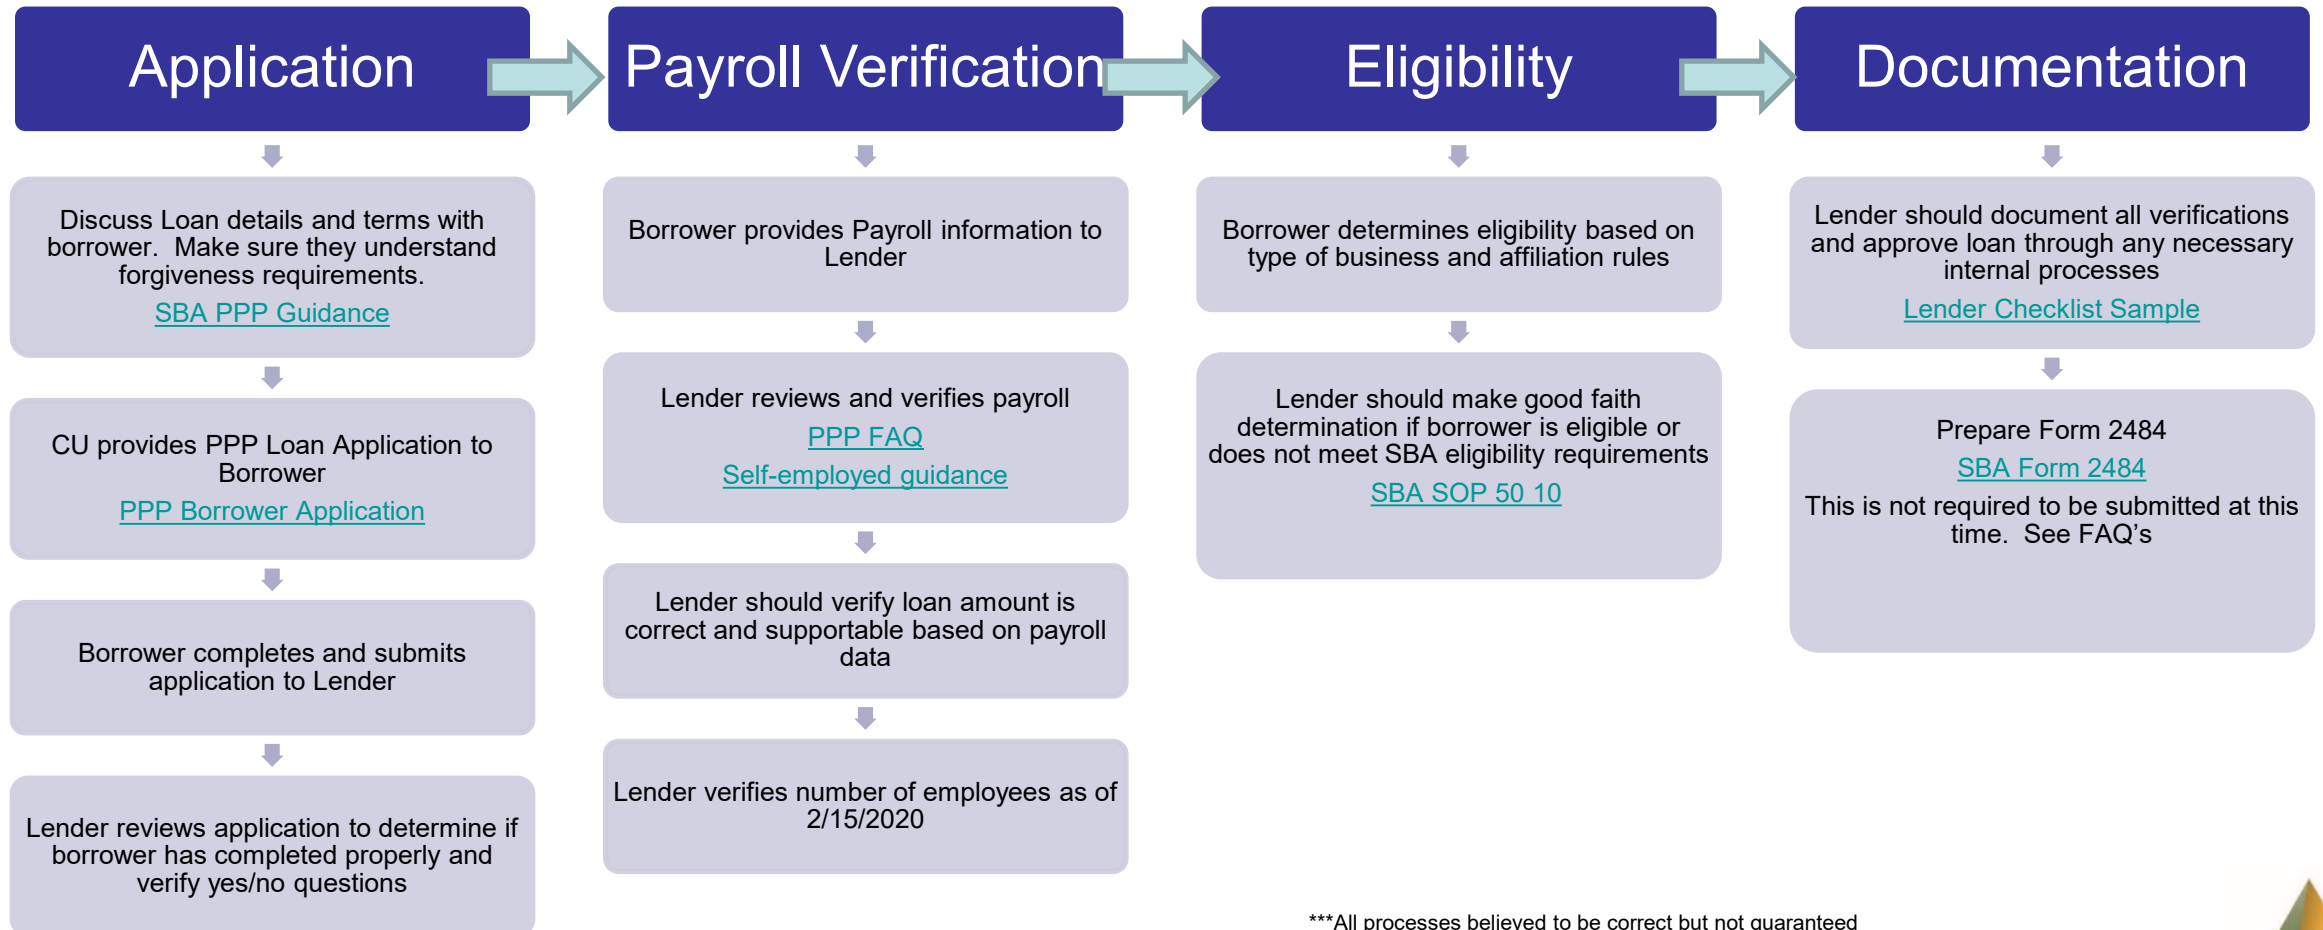 Application
Discuss Loan details and terms with
borrower.  Make sure they understand
forgiveness requirements.
SBA PPP Guidance
CU provides PPP Loan Application to
Borrower
PPP Borrower Application
Borrower completes and submits
application to Lender
Lender reviews application to determine if
borrower has completed properly and
verify yes/no questions
Payroll Verification
Borrower provides Payroll information to
Lender
Lender reviews and verifies payroll
PPP FAQ
Self-employed guidance
Lender should verify loan amount is
correct and supportable based on payroll
data
Lender verifies number of employees as of
2/15/2020
Eligibility
Borrower determines eligibility based on
type of business and affiliation rules
Lender should make good faith
determination if borrower is eligible or
does not meet SBA eligibility requirements
SBA SOP 50 10
Documentation
Lender should document all verifications
and approve loan through any necessary
internal processes
Lender Checklist Sample
Prepare Form 2484
SBA Form 2484
This is not required to be submitted at this
time.  See FAQ’s
***All processes believed to be correct but not guaranteed